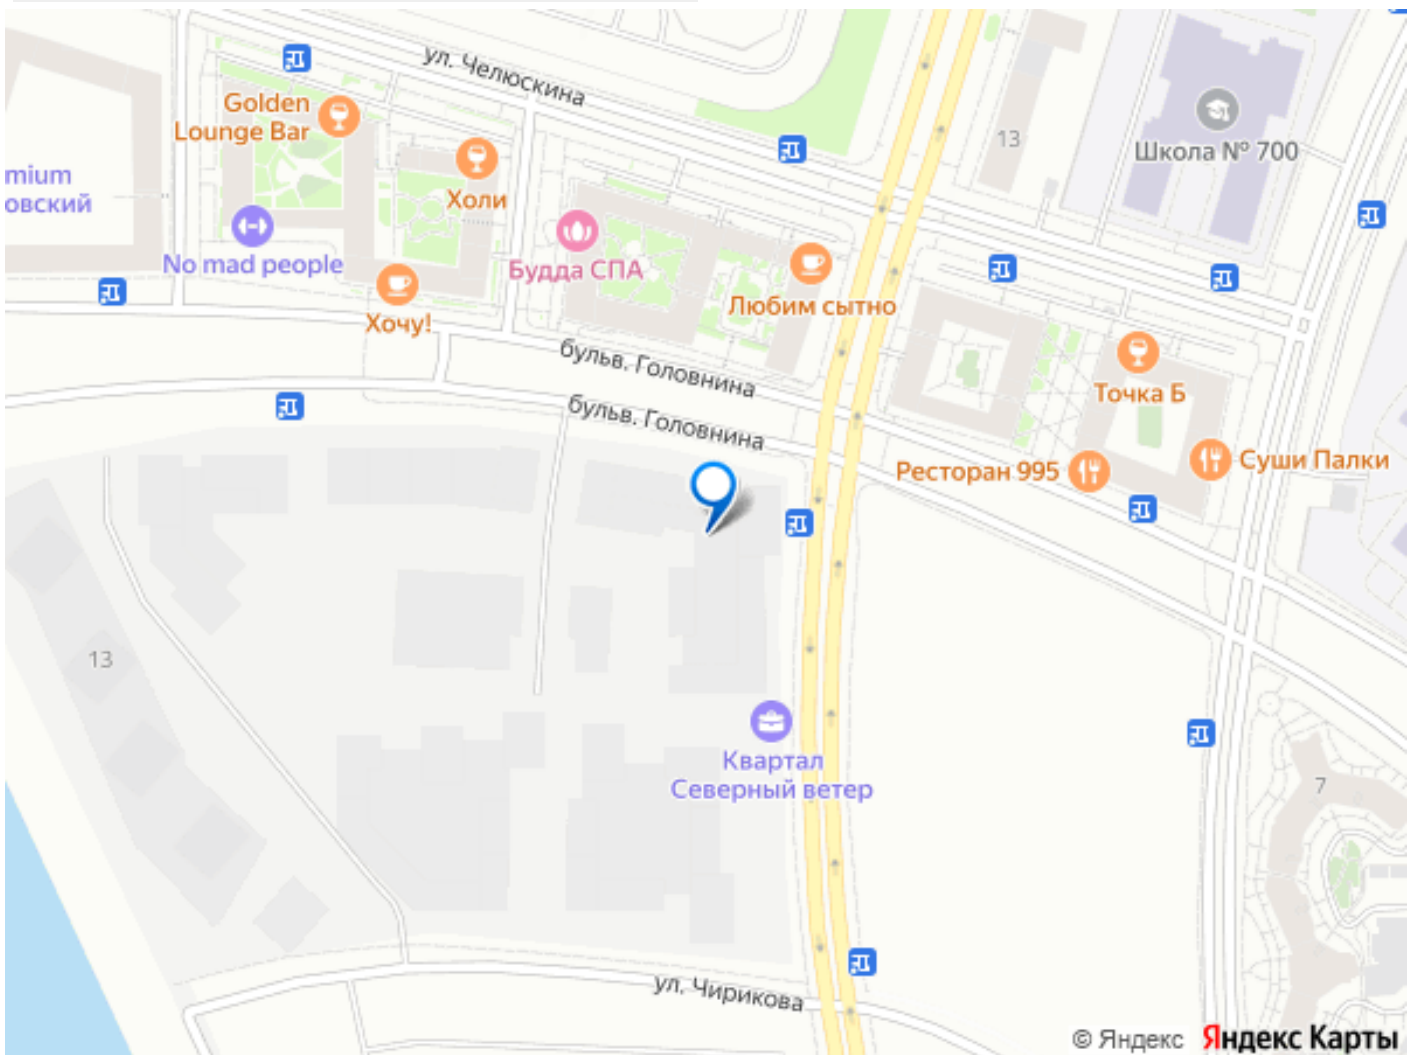 ул. Челюскина
Golden
Lounge Bar
Холи
13
Школа № 700
mium
овский
No mad people
Будда СПА
Хочу!
Любим сытно
бульв. Головнина
бульв. Головнина
Точка Б
Ресторан 995
Суши Палки
13
Квартал
Северный ветер
7
ул. Чирикова
© Яндекс Яндекс Карты